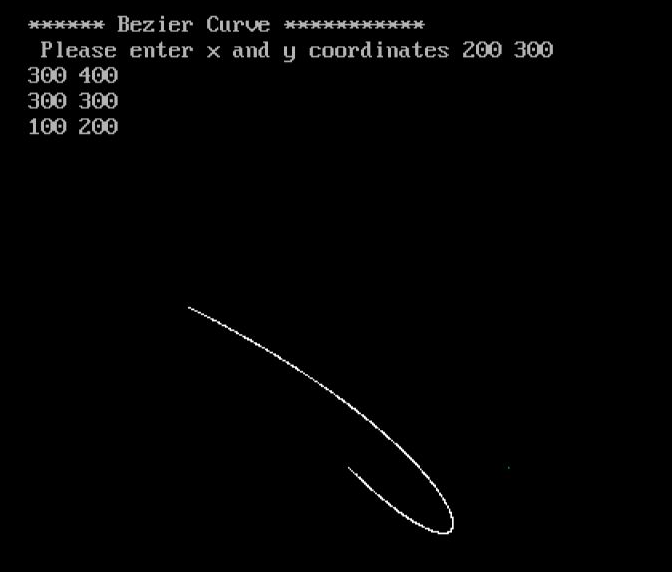 ****** Bezier Curve ***********
Please enter x and y coordinates 200 300
300 400
300 300
100 200